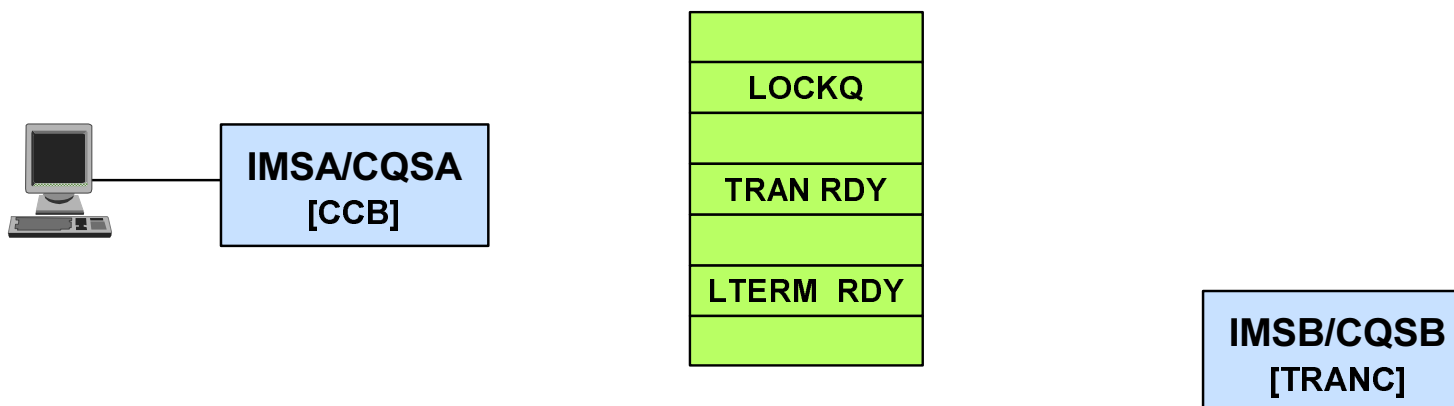 IMSA/CQSA
[CCB]
LOCKQ
TRAN RDY
LTERM RDY
IMSB/CQSB
[TRANC]